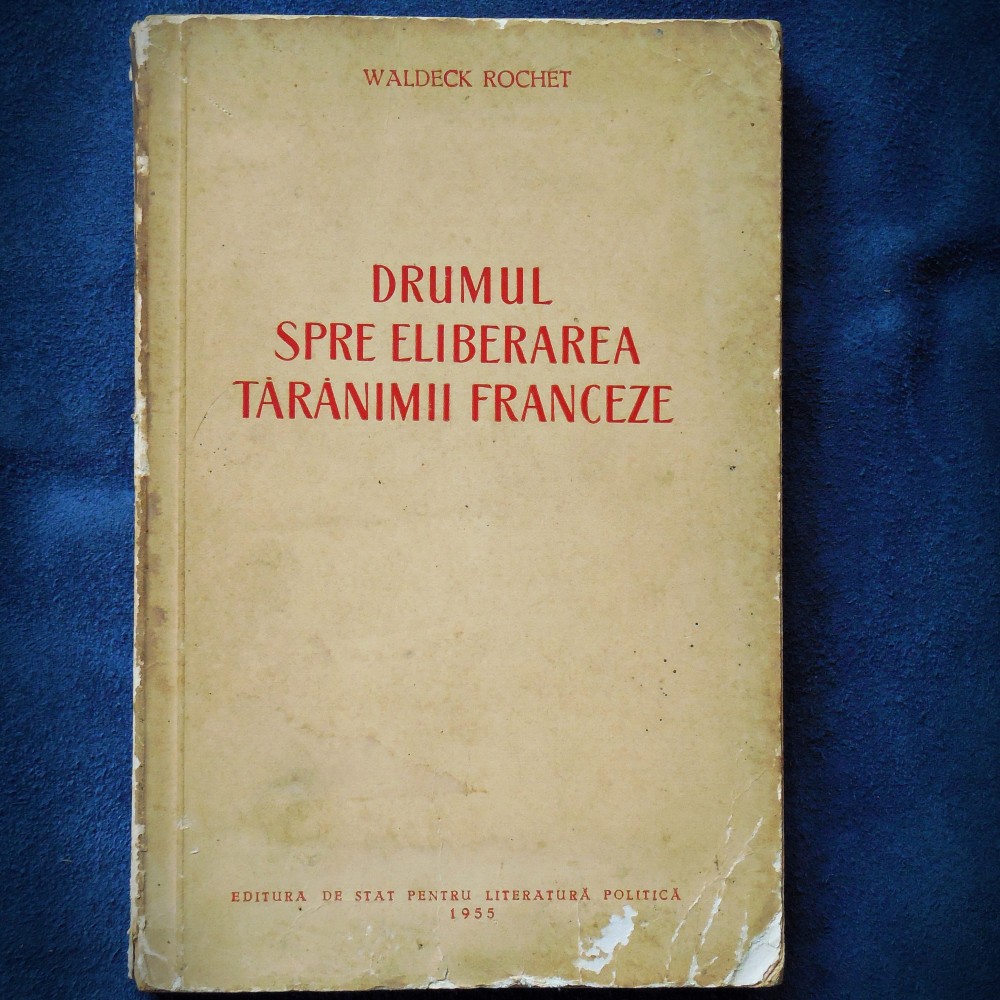 WALDECK ROCHET
DRUMUL
SPRE ELIBERAREA
TĂRĂNIMII FRANCEZE
EDITURA DE STAT PENTRU LITERATURĂ POLITICĂ
1955